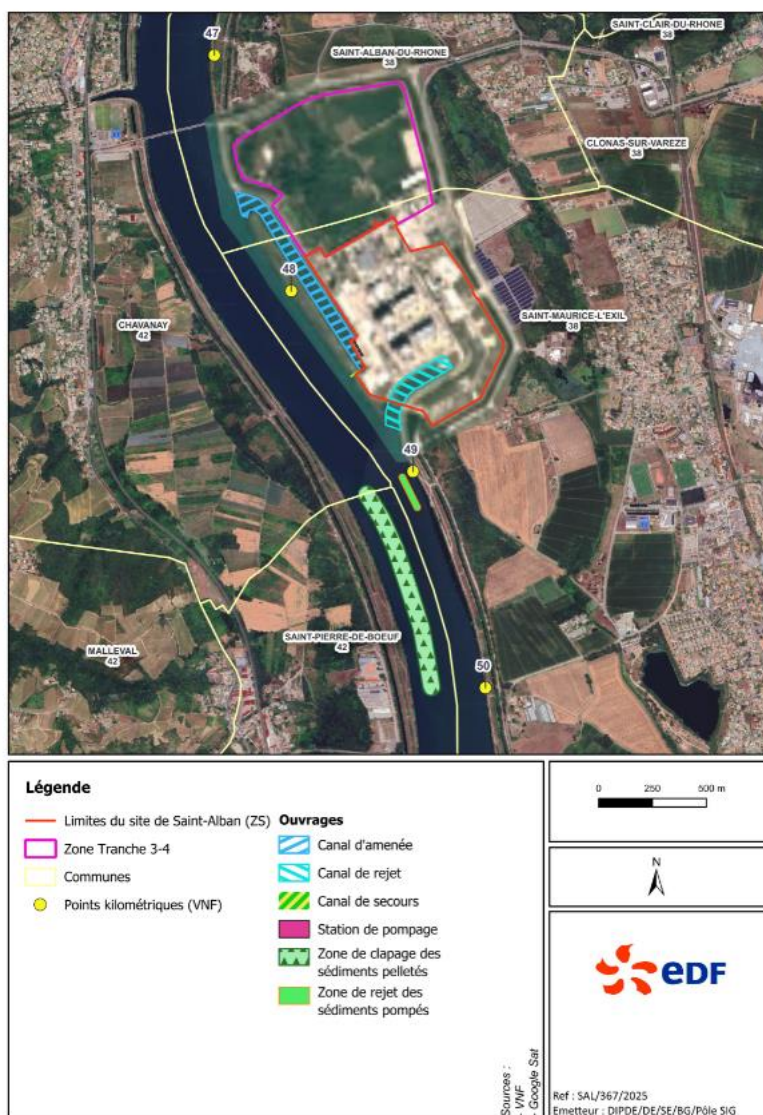 47
SAINT-CLAIR-DU-RHONE
38
SAINT-ALBAN-DU-RHONE
38
CLONAS-SUR-VAREZE
38
48
CHAVANAY
42
SAINT-MAURICE-L'EXIL
38
49
SAINT-PIERRE-DE-BOEUF
42
MALLEVAL
42
50
Légende
Limites du site de Saint-Alban (ZS)
Zone Tranche 3-4
Communes
Points kilométriques (VNF)
Ouvrages
Canal d'amenée
Canal de rejet
Canal de secours
Station de pompage
Zone de clapage des
sédiments pelletés
Zone de rejet des
sédiments pompés
Sources :
- VNF
- Google Sat
0 250 500 m
N
eDF
Ref : SAL/367/2025
Emetteur : DIPDE/DE/SE/BG/Pôle SIG